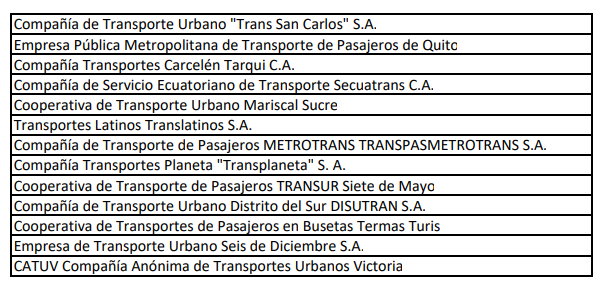 Compañía de Transporte Urbano "Trans San Carlos" S.A.
Empresa Pública Metropolitana de Transporte de Pasajeros de Quito
Compañía Transportes Carcelén Tarqui C.A.
Compañía de Servicio Ecuatoriano de Transporte Secuatrans C.A.
Cooperativa de Transporte Urbano Mariscal Sucre
Transportes Latinos Translatinos S.A.
Compañía de Transporte de Pasajeros METROTRANS TRANSPASMETROTRANS S.A.
Compañía Transportes Planeta "Transplaneta" S. A.
Cooperativa de Transporte de Pasajeros TRANSUR Siete de Mayo
Compañía de Transporte Urbano Distrito del Sur DISUTRAN S.A.
Cooperativa de Transportes de Pasajeros en Busetas Termas Turis
Empresa de Transporte Urbano Seis de Diciembre S.A.
CATUV Compañía Anónima de Transportes Urbanos Victoria